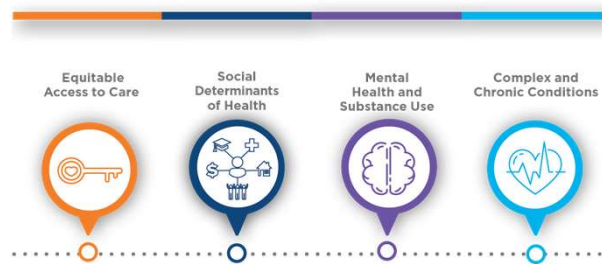 Equitable
Access to Care
Social
Determinants
of Health
Mental
Health and
Substance Use
Complex and
Chronic Conditions
$